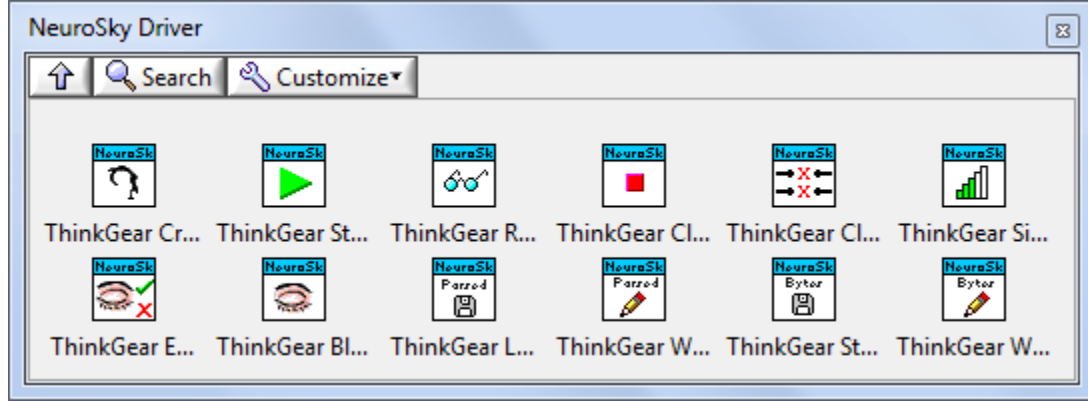 NeuroSky Driver
Search Customize
NeuroSk NeuroSk NeuroSk NeuroSk NeuroSk NeuroSk
ThinkGear Cr... ThinkGear St... ThinkGear R... ThinkGear Cl... ThinkGear Cl... ThinkGear Si...
NeuroSk NeuroSk NeuroSk NeuroSk NeuroSk NeuroSk
Parsed Parsed Bytes Bytes
ThinkGear E... ThinkGear Bl... ThinkGear L... ThinkGear W... ThinkGear St... ThinkGear W...